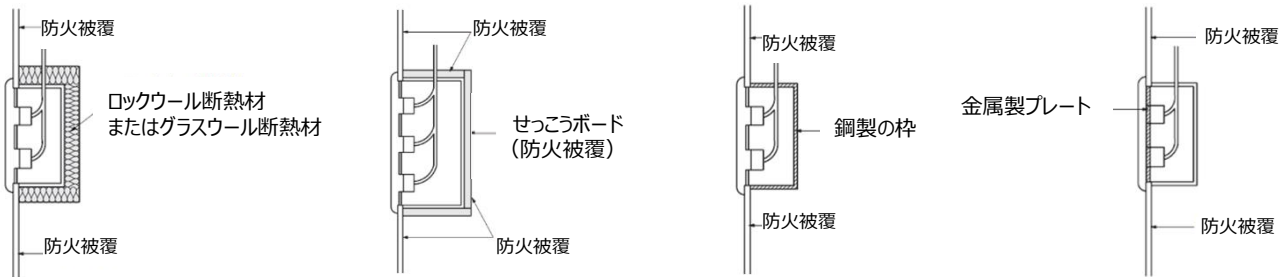 防火被覆
ロックウール断熱材
またはグラスウール断熱材
防火被覆
防火被覆
せっこうボード
（防火被覆）
防火被覆
防火被覆
鋼製の枠
防火被覆
防火被覆
金属製プレート
防火被覆